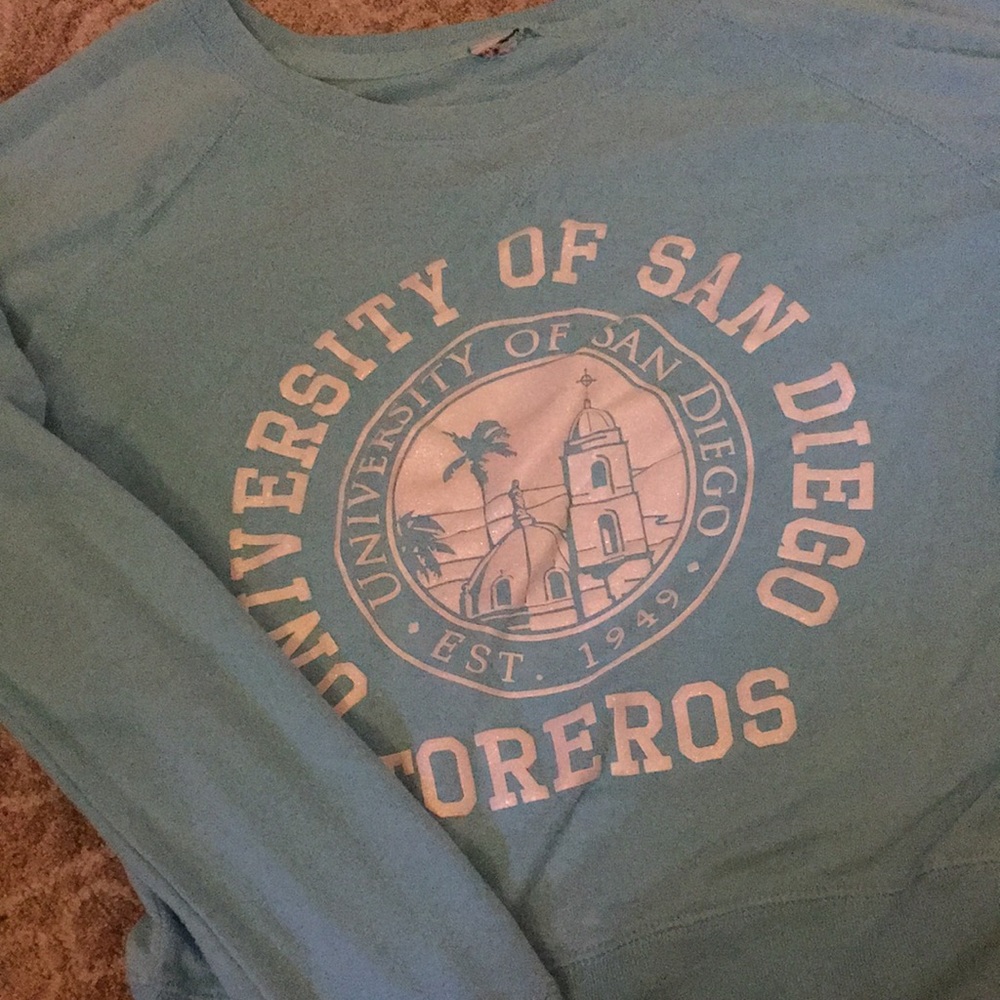 UNIVERSITY OF SAN DIEGO
UNIVERSITY OF SAN DIEGO
· EST. 1949 ·
TOREROS